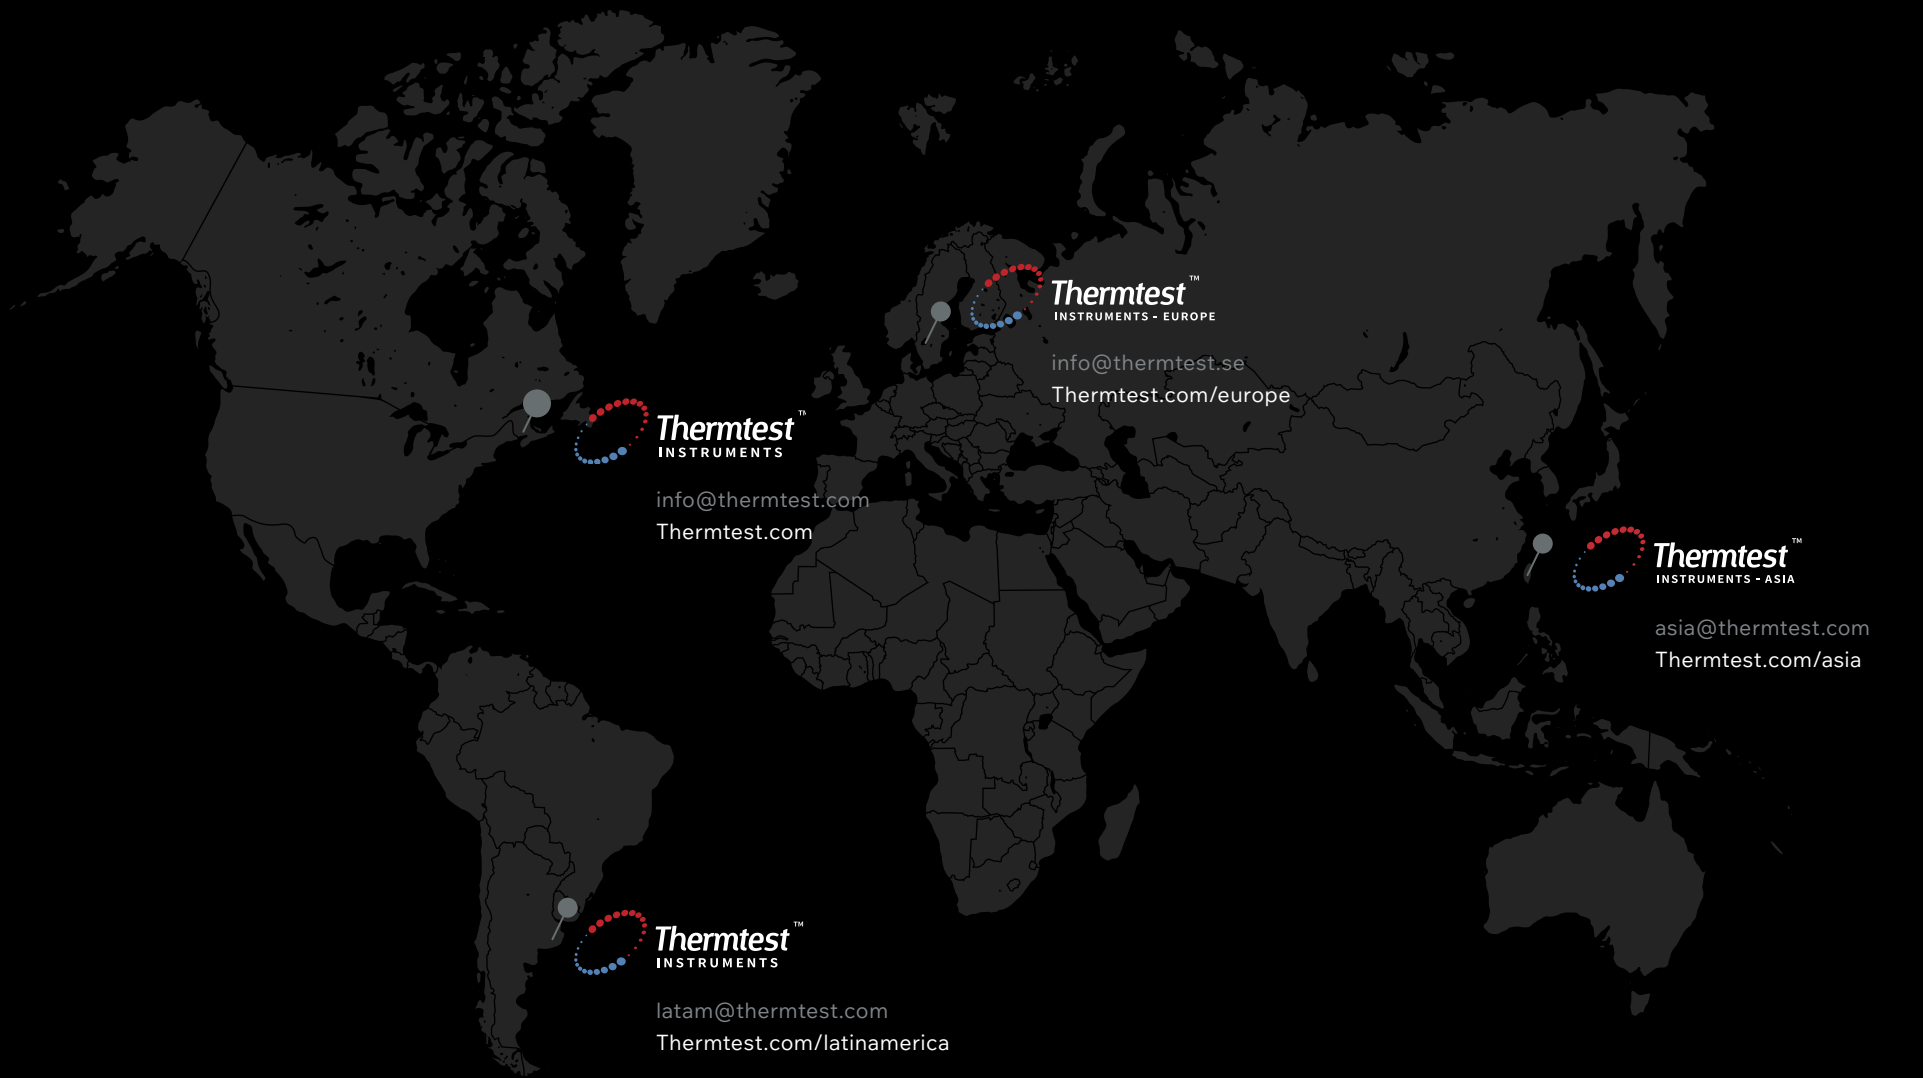 Thermtest™
INSTRUMENTS - EUROPE
info@thermtest.se
Thermtest.com/europe
Thermtest™
INSTRUMENTS
info@thermtest.com
Thermtest.com
Thermtest™
INSTRUMENTS - ASIA
asia@thermtest.com
Thermtest.com/asia
Thermtest™
INSTRUMENTS
latam@thermtest.com
Thermtest.com/latinamerica